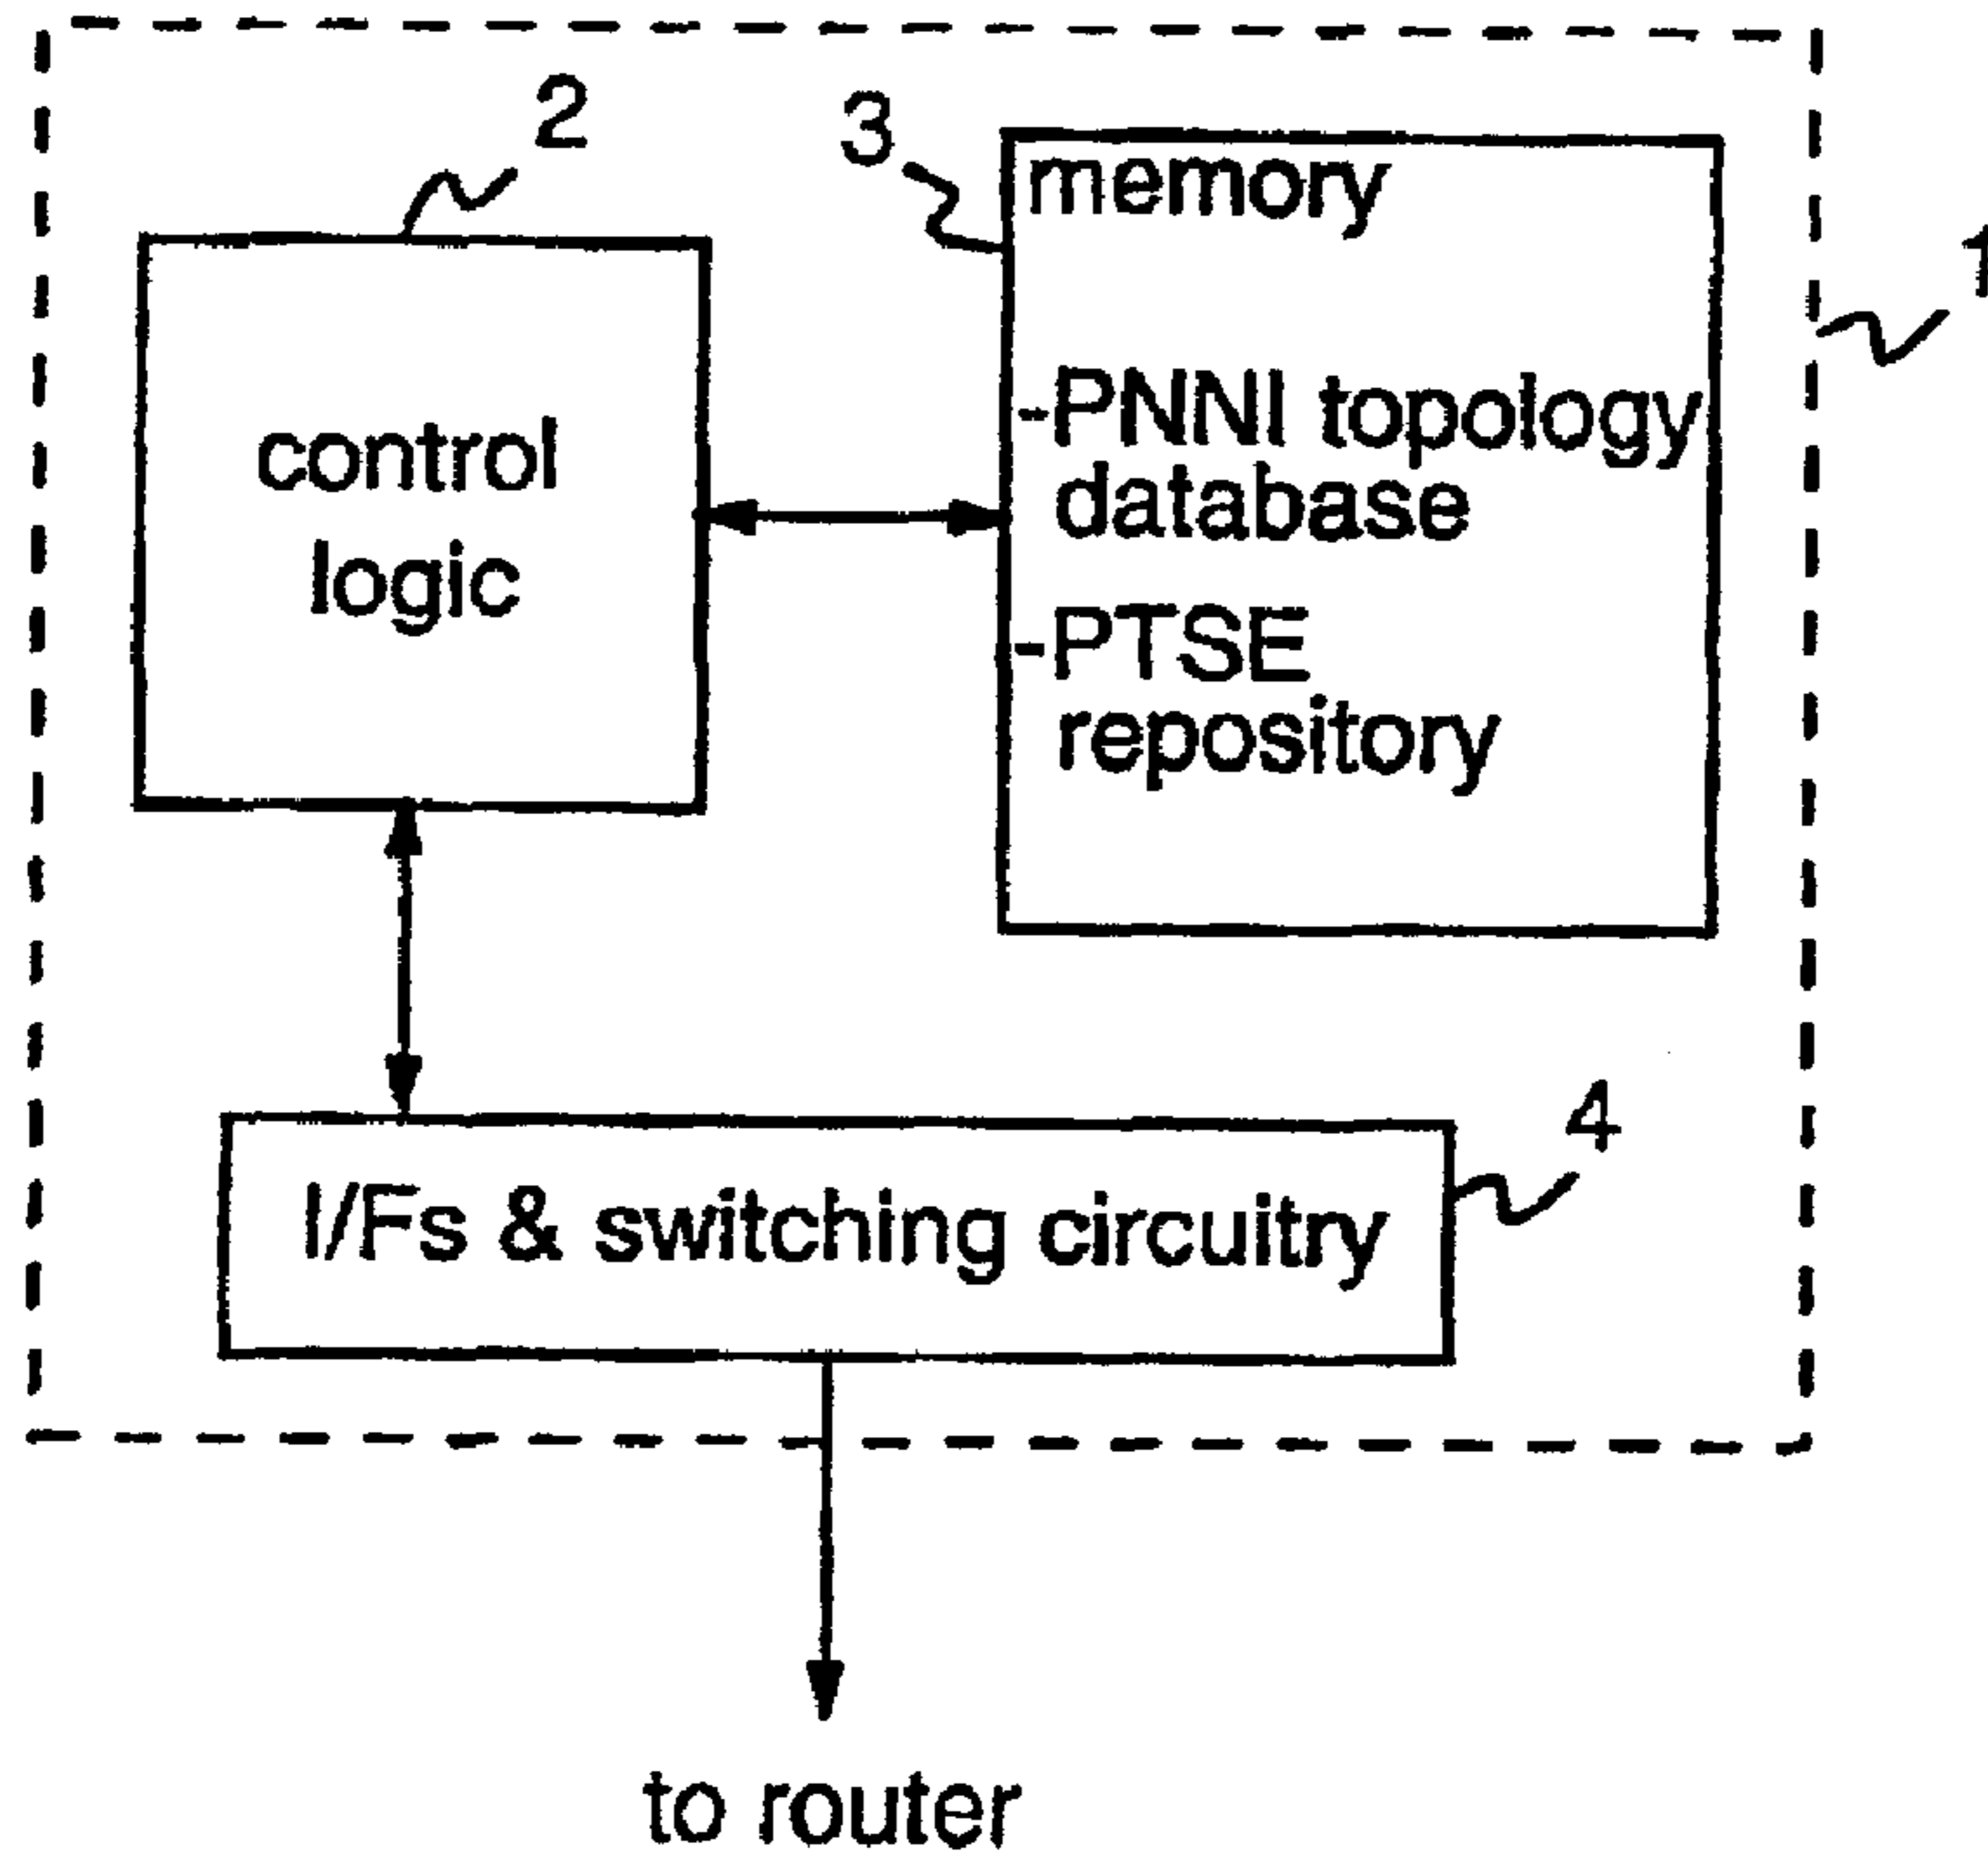 2
3
memory
1
control
logic
-PNNI topology
database
-PTSE
repository
4
I/Fs & switching circuitry
to router